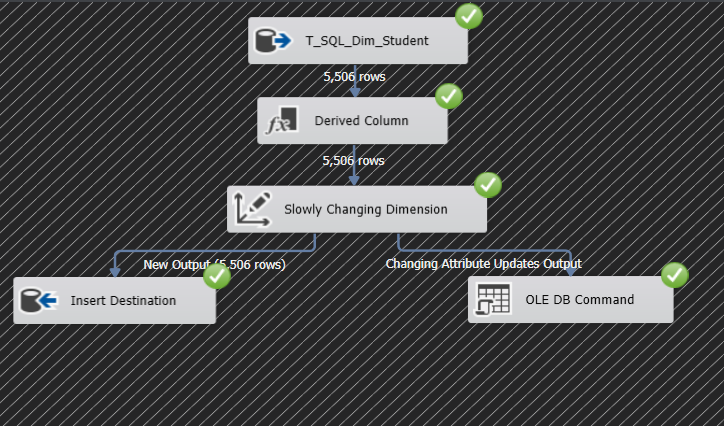 T_SQL_Dim_Student
5,506 rows
Derived Column
5,506 rows
Slowly Changing Dimension
New Output (5,506 rows)
Changing Attribute Updates Output
Insert Destination
OLE DB Command